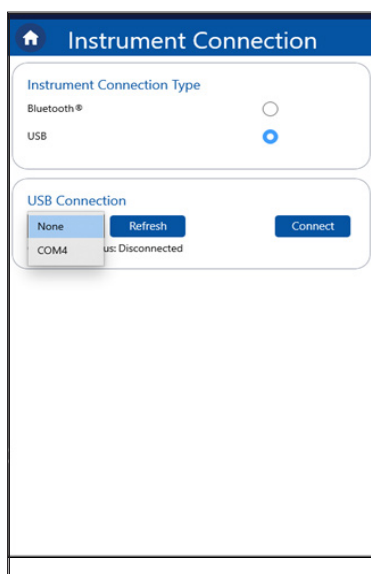 Instrument Connection
Instrument Connection Type
Bluetooth®
USB
USB Connection
None Refresh Connect
COM4 us: Disconnected